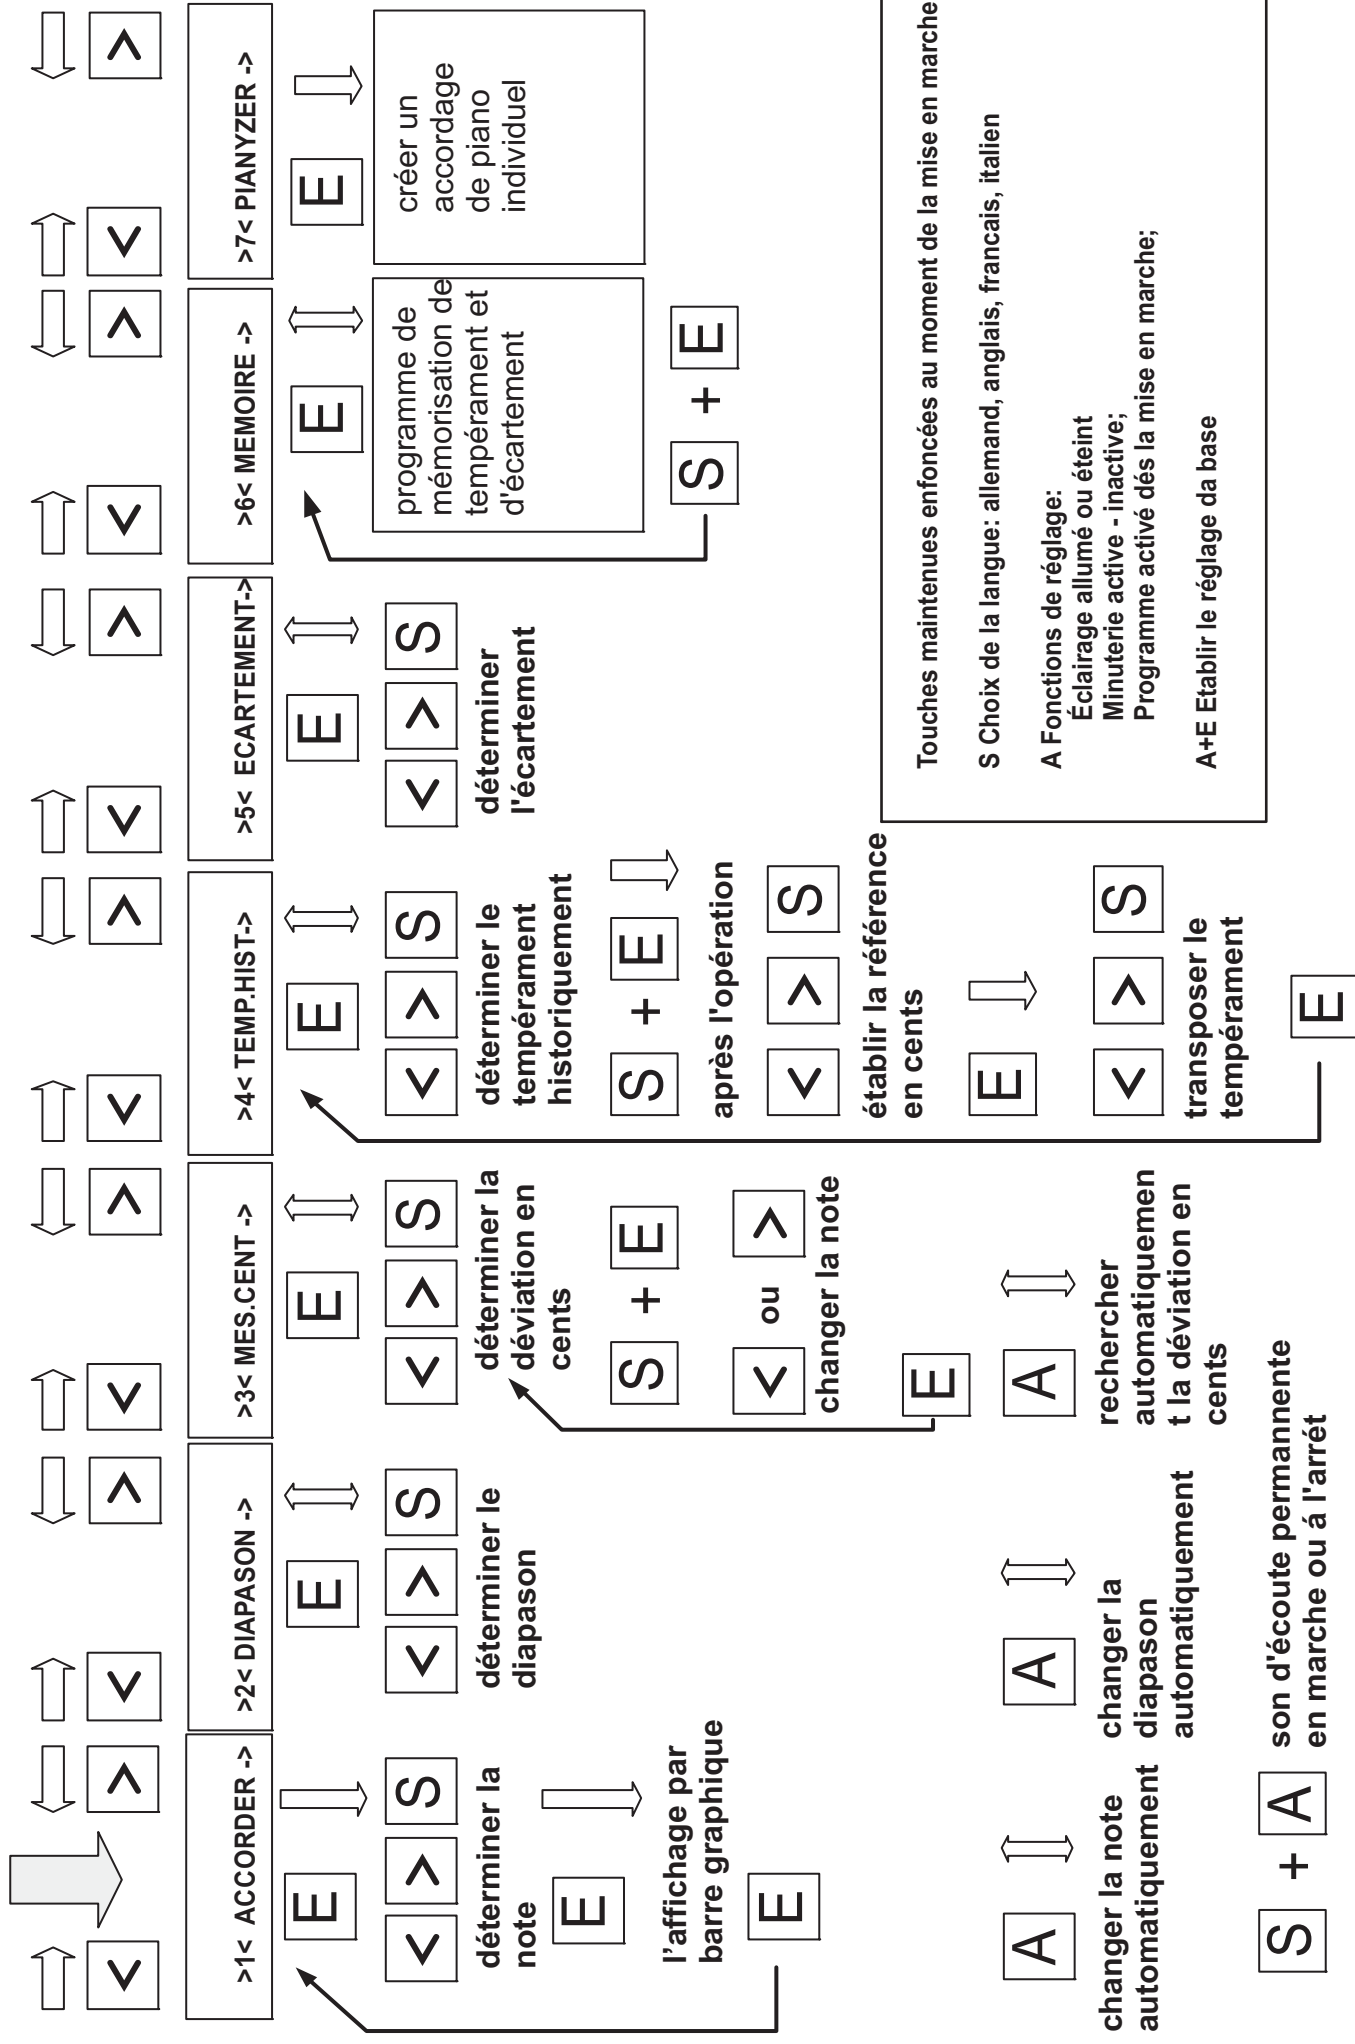 < >
>1< ACCORDER ->
E
< > S
déterminer la
note
E
l'affichage par
barre graphique
E
A
changer la note
automatiquement
S + A
son d'écoute permannente
en marche ou á l'arrét
< >
>2< DIAPASON ->
E
< > S
déterminer le
diapason
A
changer la
diapason
automatiquement
< >
>3< MES.CENT ->
E
< > S
déterminer la
déviation en
cents
S + E
< ou >
changer la note
E
A
rechercher
automatiquemen
t la déviation en
cents
< >
>4< TEMP.HIST->
E
< > S
déterminer le
tempérament
historiquement
S + E
après l'opération
< > S
établir la référence
en cents
E
< > S
transposer le
tempérament
E
< >
>5< ECARTEMENT->
E
< > S
déterminer
l'écartement
< >
>6< MEMOIRE ->
E
programme de
mémorisation de
tempérament et
d'écartement
S + E
< >
>7< PIANYZER ->
E
créer un
accordage
de piano
individuel
Touches maintenues enfoncées au moment de la mise en marche
S Choix de la langue: allemand, anglais, francais, italien
A Fonctions de réglage:
Éclairage allumé ou éteint
Minuterie active - inactive;
Programme activé dés la mise en marche;
A+E Etablir le réglage da base